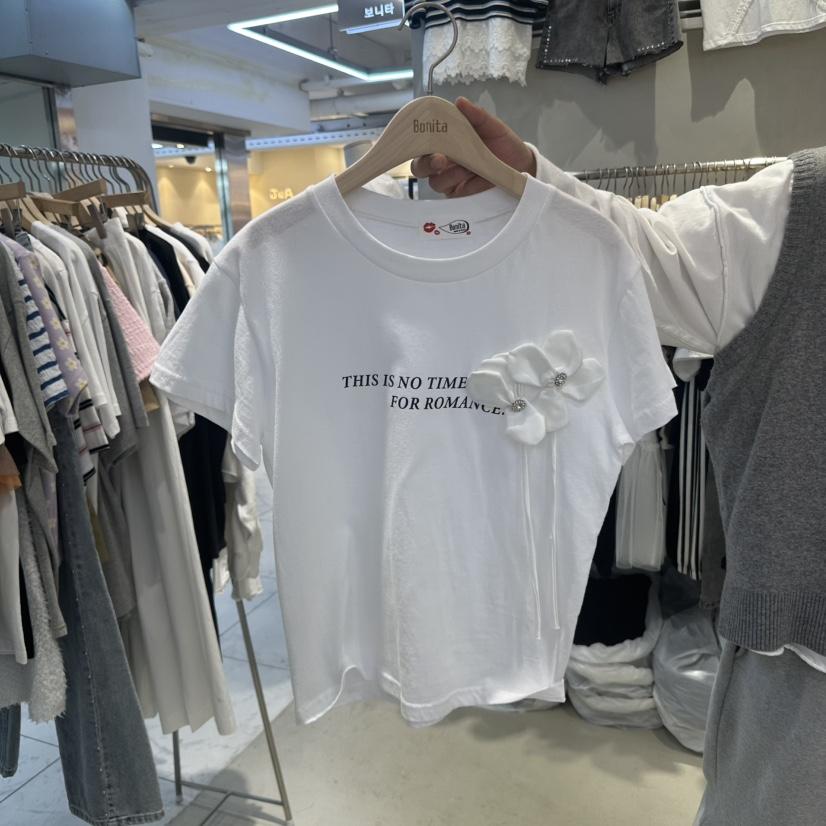 보니타
Bonita
J&A
Bonita
THIS IS NO TIME
FOR ROMANCE.